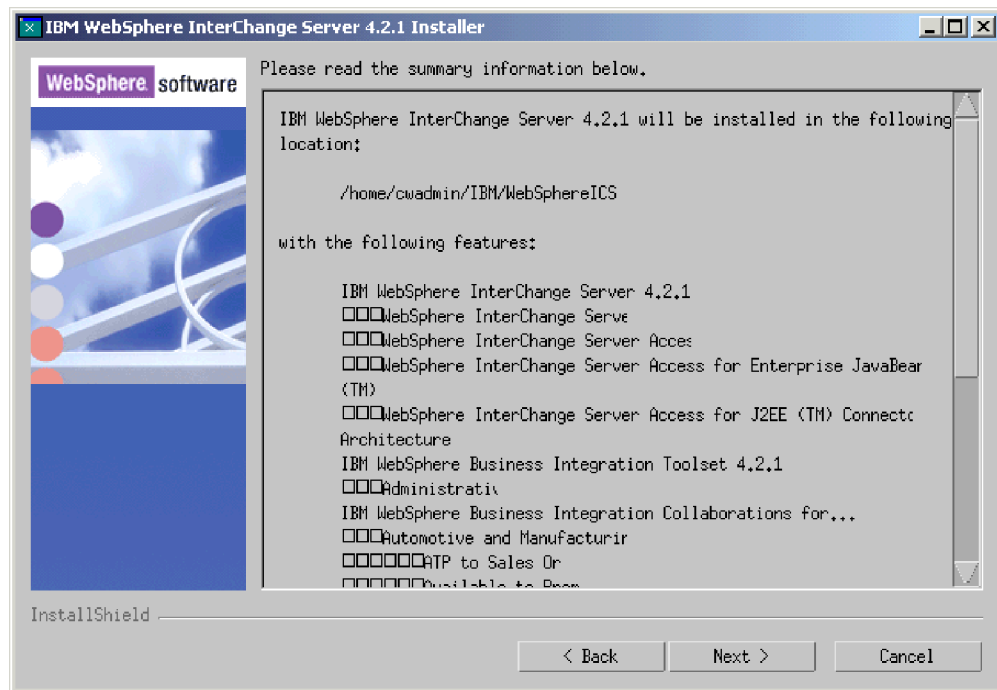 IBM WebSphere InterChange Server 4.2.1 Installer
WebSphere software
Please read the summary information below.
IBM WebSphere InterChange Server 4.2.1 will be installed in the following
location:
/home/cwadmin/IBM/WebSphereICS
with the following features:
IBM WebSphere InterChange Server 4.2.1
□□□WebSphere InterChange Serve
□□□WebSphere InterChange Server Acces
□□□WebSphere InterChange Server Access for Enterprise JavaBear
(TM)
□□□WebSphere InterChange Server Access for J2EE (TM) Connecto
Architecture
IBM WebSphere Business Integration Toolset 4.2.1
□□□Administrativ
IBM WebSphere Business Integration Collaborations for...
□□□Automotive and Manufacturir
□□□□□□ATP to Sales Or
□□□□□□Available to Prom
InstallShield
< Back
Next >
Cancel